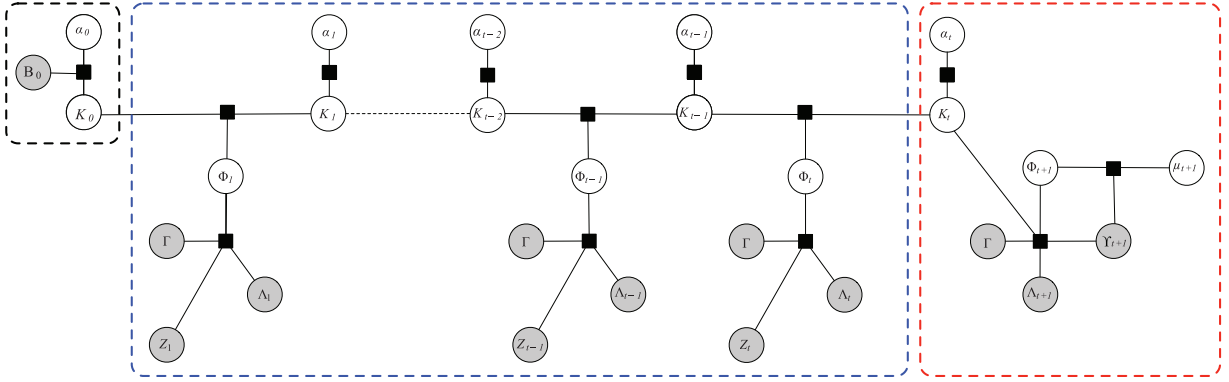 α₀ α₁ αₜ₋₂ αₜ₋₁ αₜ
B₀
K₀ K₁ Kₜ₋₂ Kₜ₋₁ Kₜ
Φ₁ Φₜ₋₁ Φₜ Φₜ₊₁ μₜ₊₁
Γ Γ Γ Γ ϒₜ₊₁
Λ₁ Λₜ₋₁ Λₜ Λₜ₊₁
Z₁ Zₜ₋₁ Zₜ